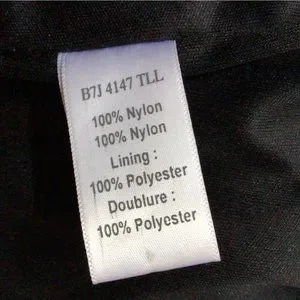 B7J 4147 TLL
100% Nylon
100% Nylon
Lining :
100% Polyester
Doublure :
100% Polyester